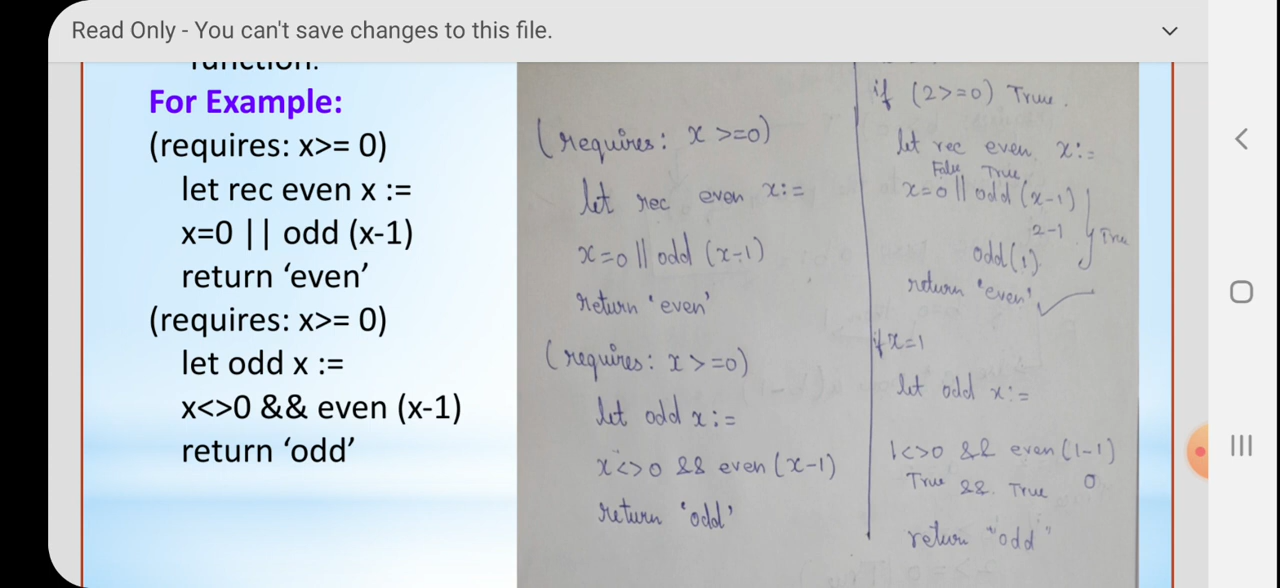 Read Only - You can't save changes to this file.
function.
For Example:
(requires: x>= 0)
let rec even x :=
x=0 || odd (x-1)
return ‘even’
(requires: x>= 0)
let odd x :=
x<>0 && even (x-1)
return ‘odd’
(requires: x >=0)
let rec even x:=
x=0 || odd (x-1)
return 'even'
(requires: x >=0)
let odd x:=
x<>0 && even (x-1)
return 'odd'
if (2>=0) True.
let rec even x:=
False True
x=0 || odd (x-1)
2-1
True
odd(1)
return 'even'
if x=1
let odd x:=
1<>0 && even(1-1)
True && True 0
return "odd"